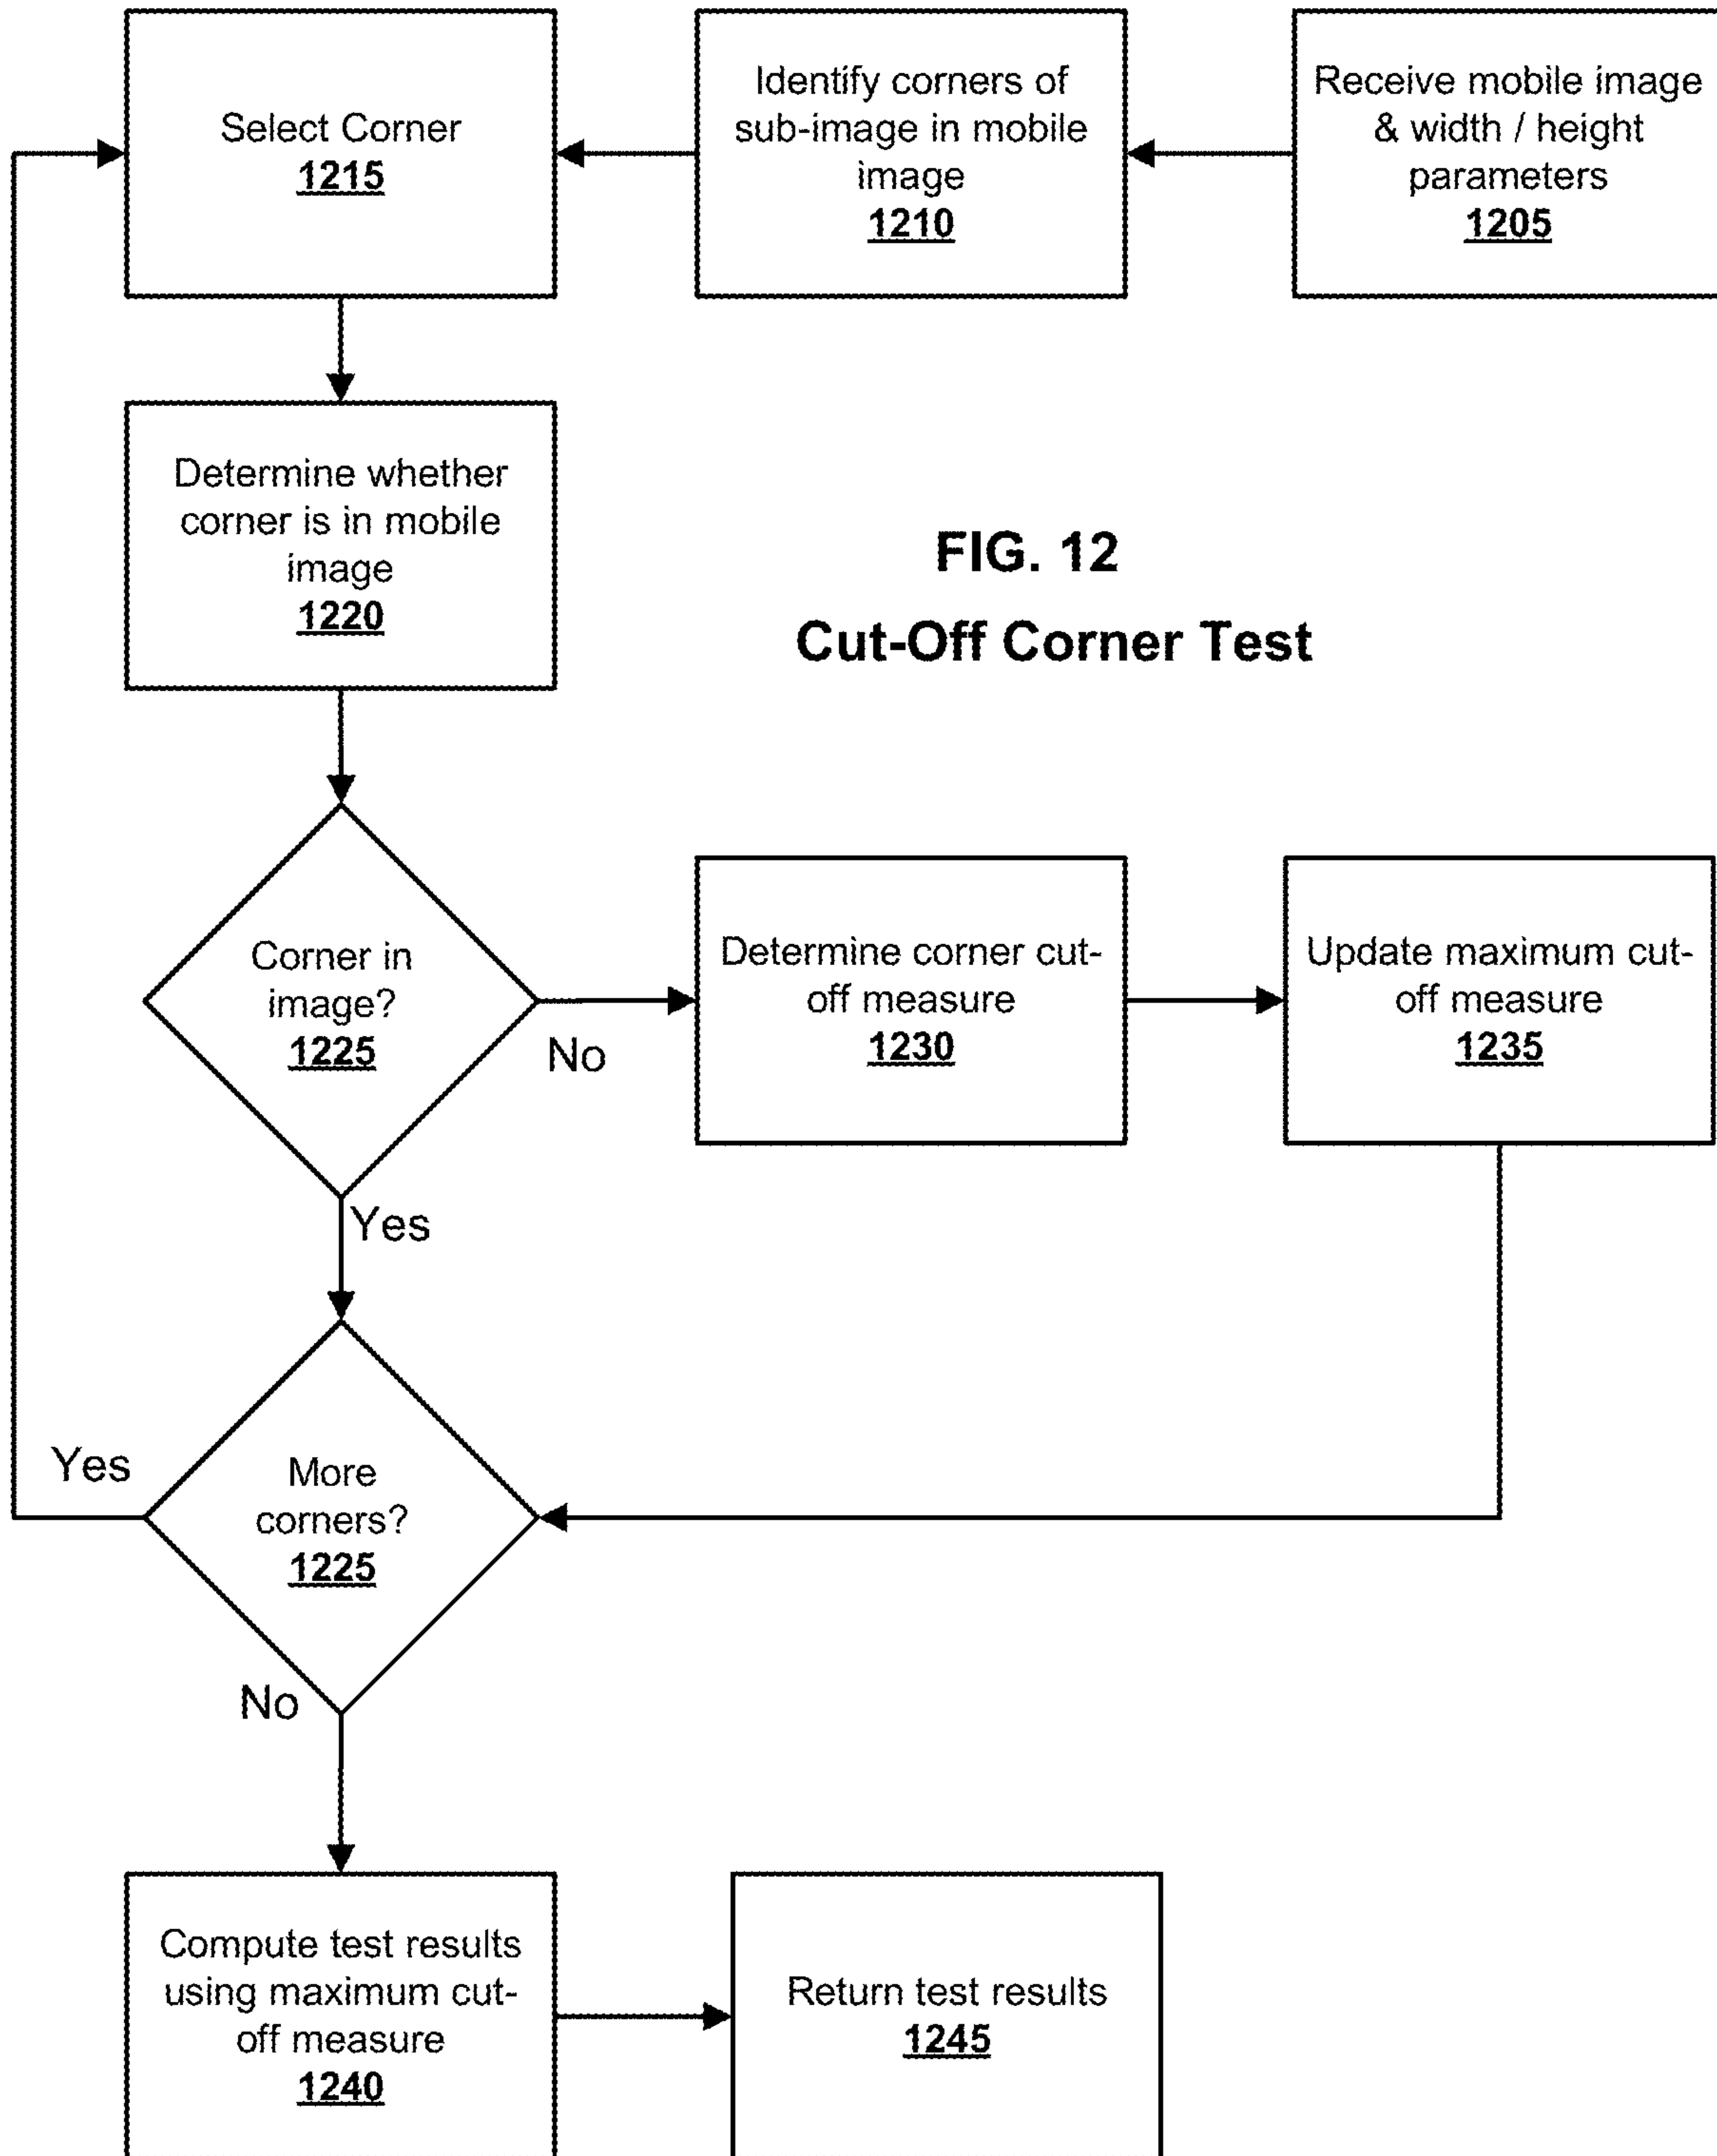 Select Corner
1215
Identify corners of
sub-image in mobile
image
1210
Receive mobile image
& width / height
parameters
1205
Determine whether
corner is in mobile
image
1220
FIG. 12
Cut-Off Corner Test
Corner in
image?
1225
No
Yes
Determine corner cut-
off measure
1230
Update maximum cut-
off measure
1235
More
corners?
1225
Yes
No
Compute test results
using maximum cut-
off measure
1240
Return test results
1245